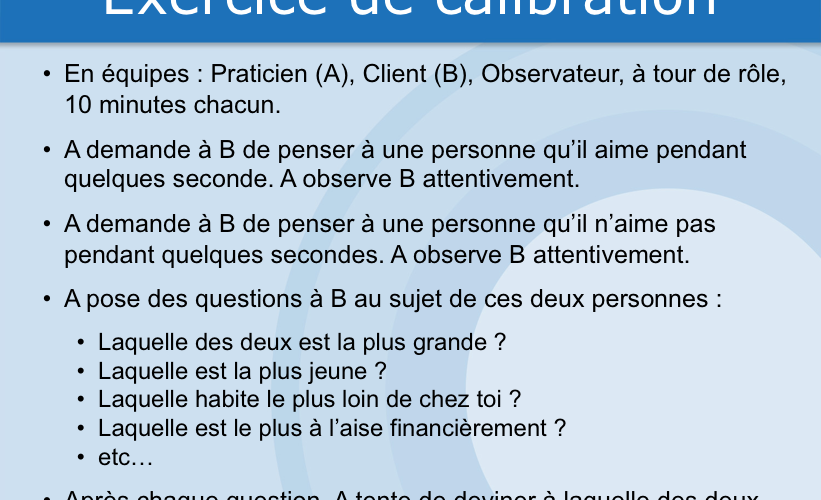 Exercice de calibration
• En équipes : Praticien (A), Client (B), Observateur, à tour de rôle,
10 minutes chacun.
• A demande à B de penser à une personne qu’il aime pendant
quelques seconde. A observe B attentivement.
• A demande à B de penser à une personne qu’il n’aime pas
pendant quelques secondes. A observe B attentivement.
• A pose des questions à B au sujet de ces deux personnes :
• Laquelle des deux est la plus grande ?
• Laquelle est la plus jeune ?
• Laquelle habite le plus loin de chez toi ?
• Laquelle est le plus à l’aise financièrement ?
• etc…
• Après chaque question, A tente de deviner à laquelle des deux